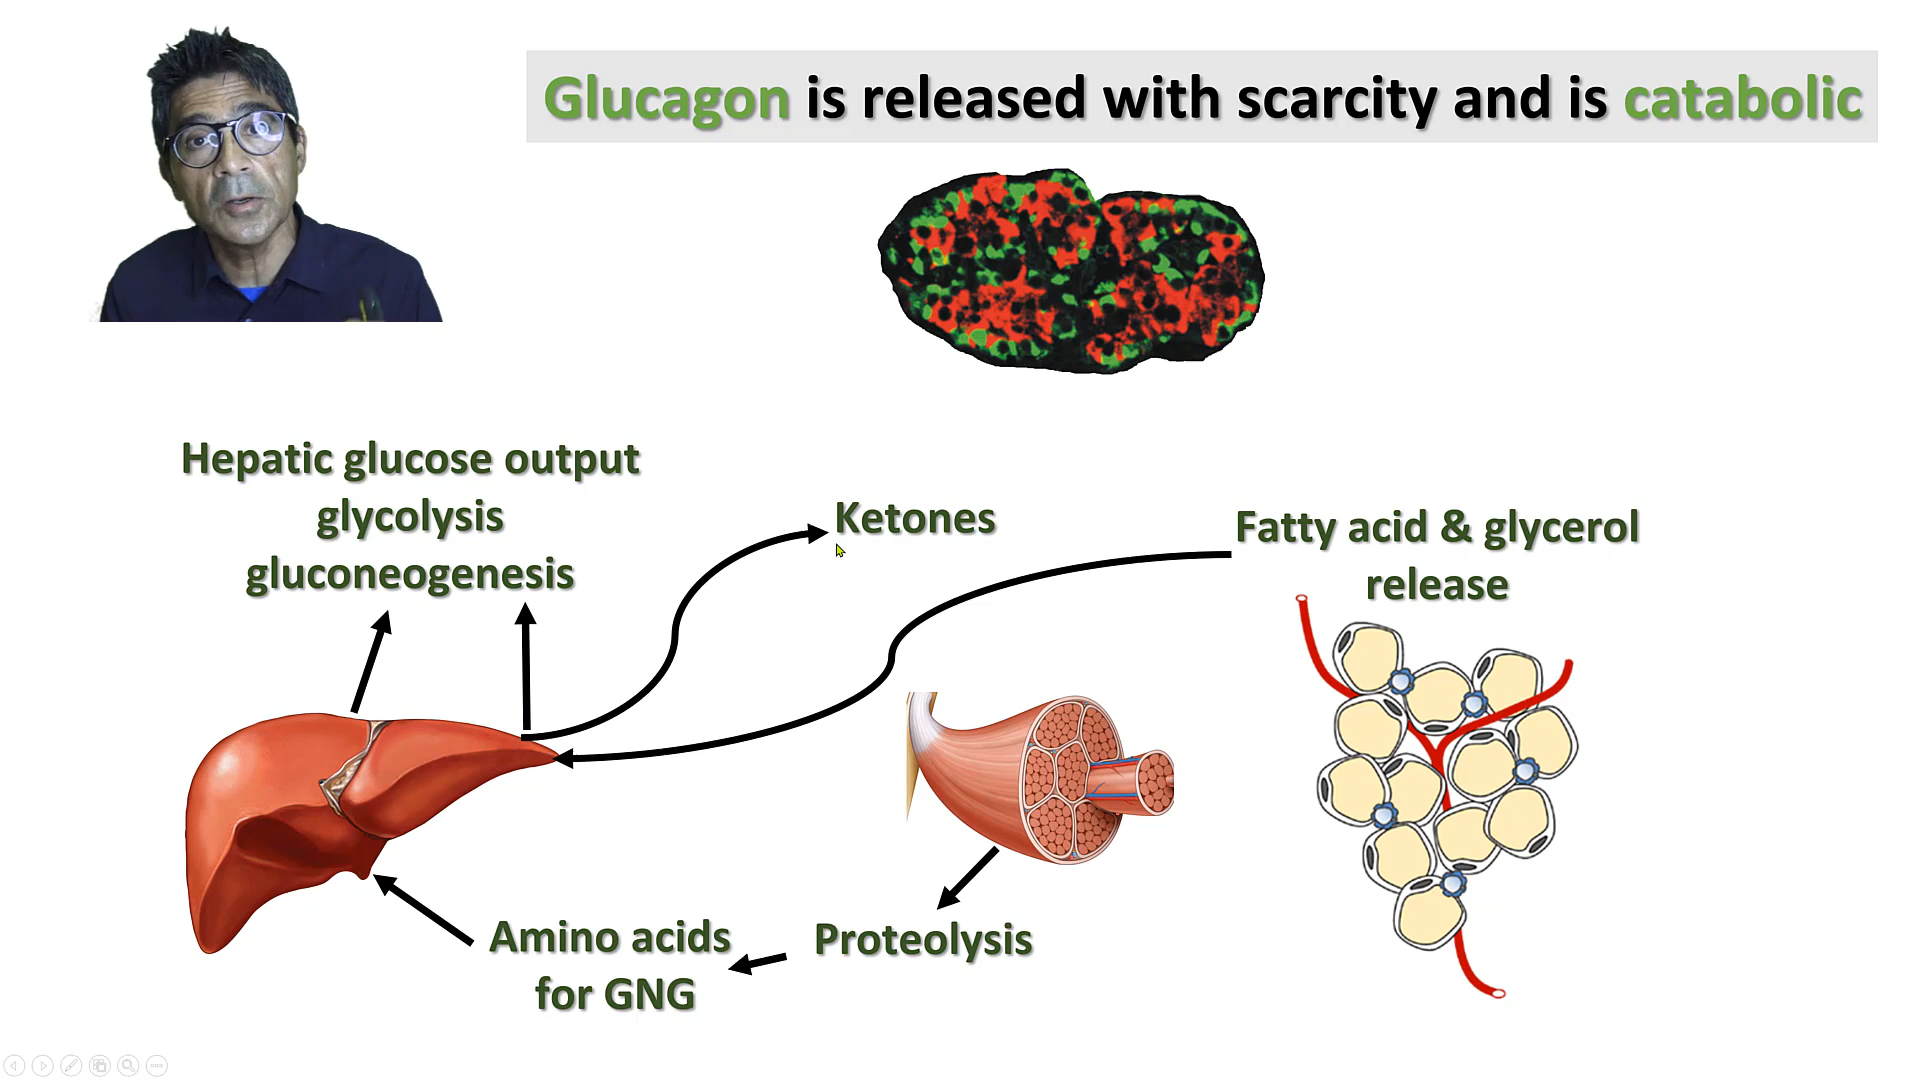 Glucagon is released with scarcity and is catabolic
Hepatic glucose output
glycolysis
gluconeogenesis
Ketones
Fatty acid & glycerol
release
Proteolysis
Amino acids
for GNG